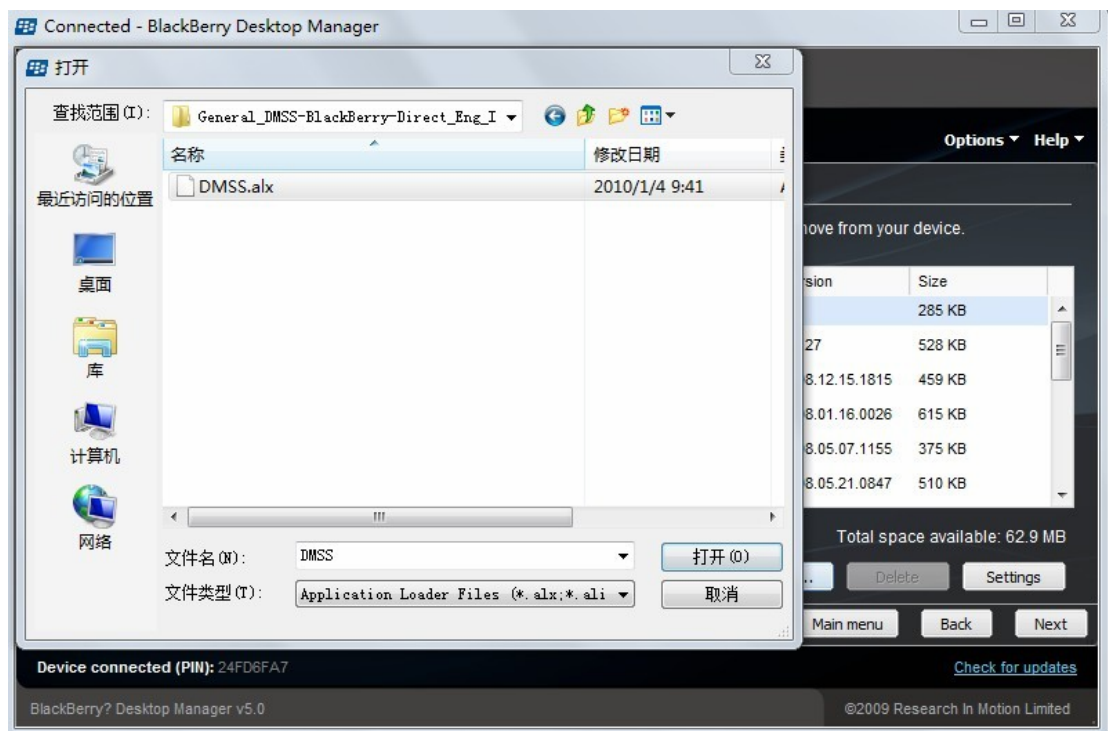 Connected - BlackBerry Desktop Manager
打开
查找范围(I):
General_DMSS-BlackBerry-Direct_Eng_I
Options Help
名称 修改日期
DMSS.alx 2010/1/4 9:41
最近访问的位置
桌面
库
计算机
网络
move from your device.
rsion Size
285 KB
27 528 KB
8.12.15.1815 459 KB
8.01.16.0026 615 KB
8.05.07.1155 375 KB
8.05.21.0847 510 KB
Total space available: 62.9 MB
文件名(N): DMSS 打开(O)
文件类型(T): Application Loader Files (*.alx;*.ali 取消
.. Delete Settings
Main menu Back Next
Device connected (PIN): 24FD6FA7 Check for updates
BlackBerry? Desktop Manager v5.0 ©2009 Research In Motion Limited